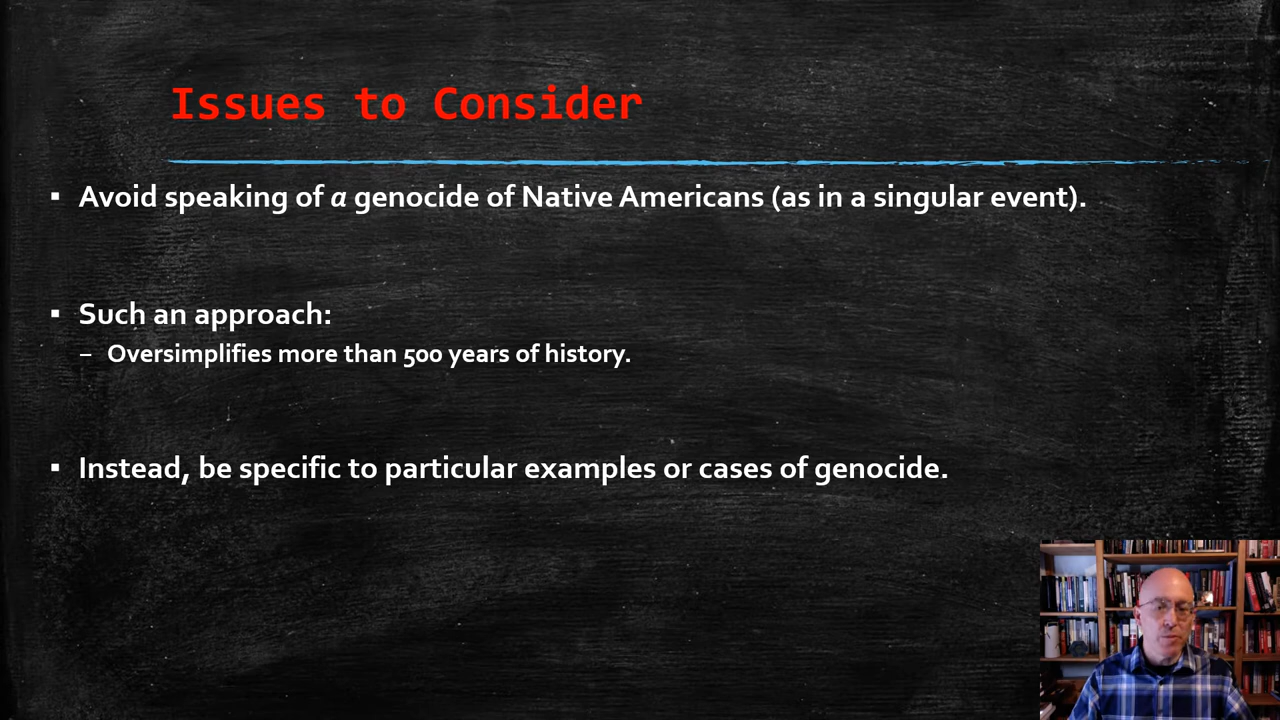 Issues to Consider
▪ Avoid speaking of a genocide of Native Americans (as in a singular event).
▪ Such an approach:
– Oversimplifies more than 500 years of history.
▪ Instead, be specific to particular examples or cases of genocide.